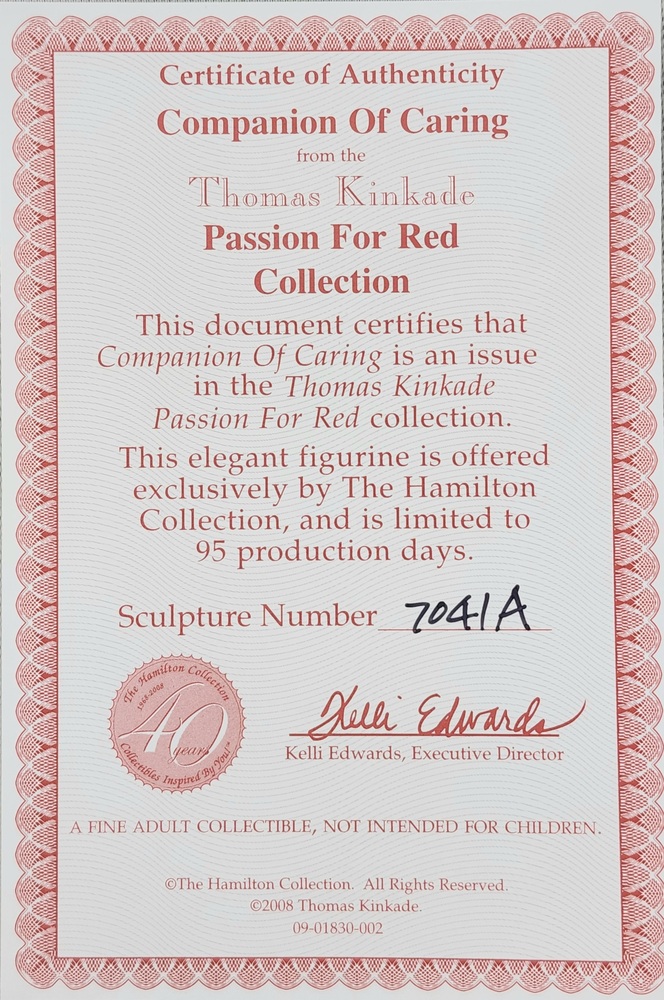 Certificate of Authenticity
Companion Of Caring
from the
Thomas Kinkade
Passion For Red
Collection
This document certifies that
Companion Of Caring is an issue
in the Thomas Kinkade
Passion For Red collection.
This elegant figurine is offered
exclusively by The Hamilton
Collection, and is limited to
95 production days.
Sculpture Number 7041A
The Hamilton Collection
1968-2008
40
years
Collectibles Inspired By You!™
Kelli Edwards
Kelli Edwards, Executive Director
A FINE ADULT COLLECTIBLE, NOT INTENDED FOR CHILDREN.
©The Hamilton Collection. All Rights Reserved.
©2008 Thomas Kinkade.
09-01830-002